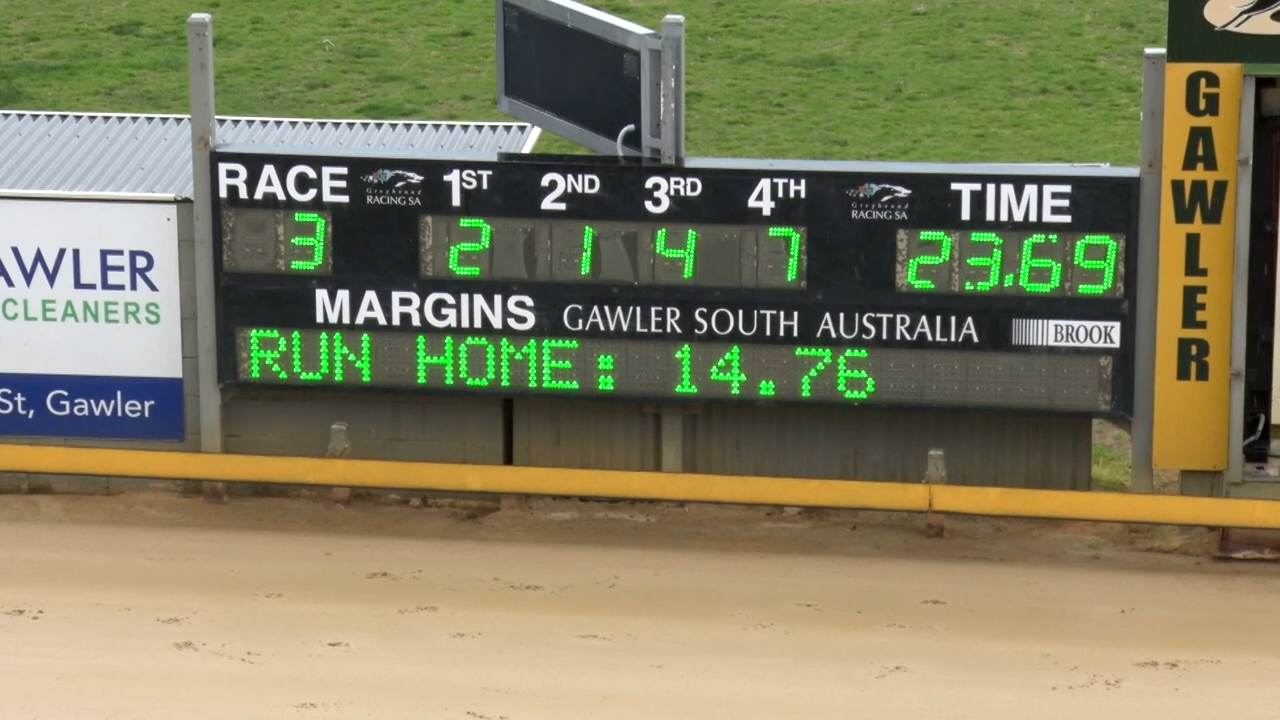 RACE
Greyhound
RACING SA
1ST 2ND 3RD 4TH
Greyhound
RACING SA
TIME
3 2 1 4 7 23.69
MARGINS GAWLER SOUTH AUSTRALIA BROOK
RUN HOME: 14.76
AWLER
CLEANERS
St, Gawler
GAWLER